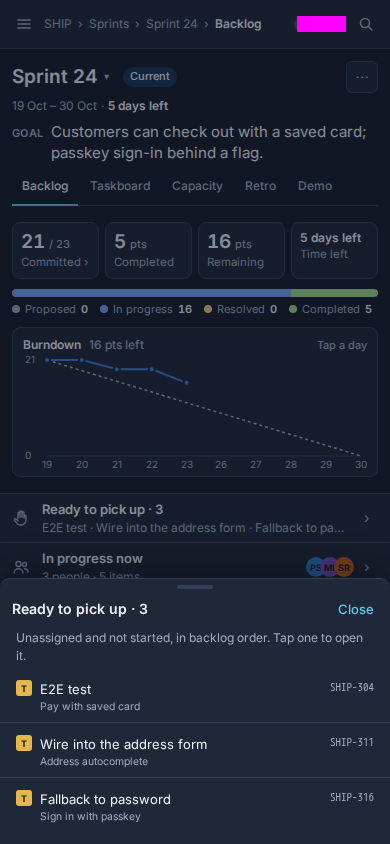 SHIP › Sprints › Sprint 24 › Backlog
Sprint 24 ▾ Current ···
19 Oct – 30 Oct · 5 days left
GOAL Customers can check out with a saved card;
passkey sign-in behind a flag.
Backlog Taskboard Capacity Retro Demo
21 / 23 5 pts 16 pts 5 days left
Committed › Completed Remaining Time left
Proposed 0 In progress 16 Resolved 0 Completed 5
Burndown 16 pts left Tap a day
21
0
19 20 21 22 23 26 27 28 29 30
Ready to pick up · 3
E2E test · Wire into the address form · Fallback to pa...
In progress now
3 people · 5 items
PS SR
Ready to pick up · 3 Close
Unassigned and not started, in backlog order. Tap one to open
it.
T E2E test SHIP-304
Pay with saved card
T Wire into the address form SHIP-311
Address autocomplete
T Fallback to password SHIP-316
Sign in with passkey